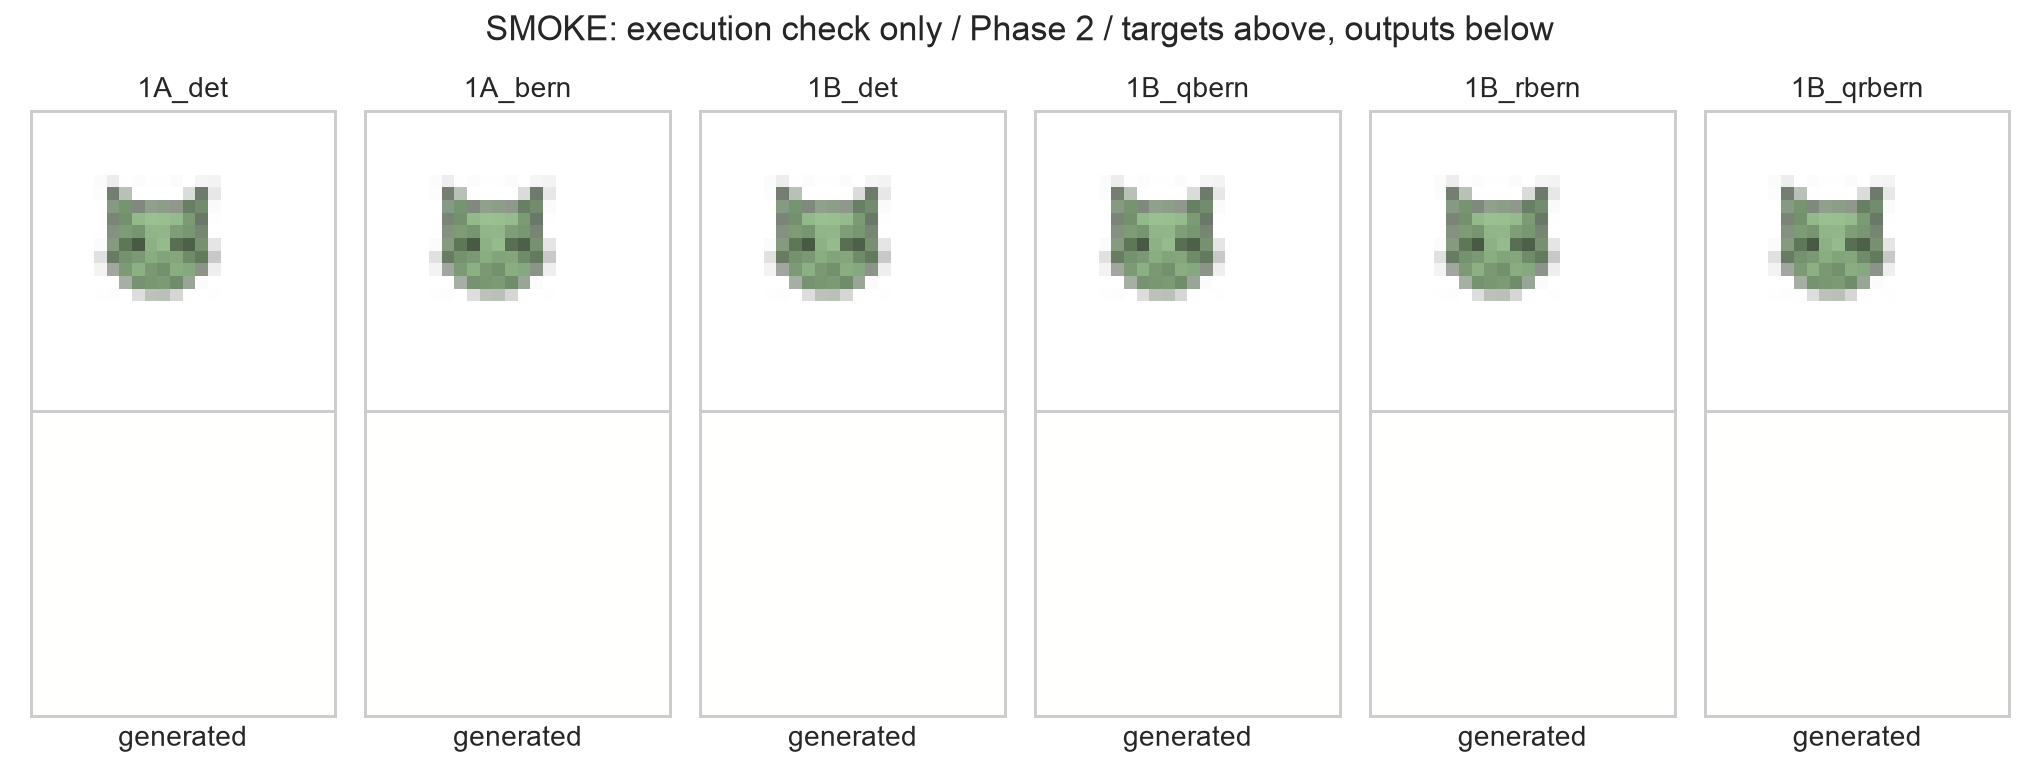 SMOKE: execution check only / Phase 2 / targets above, outputs below
1A_det 1A_bern 1B_det 1B_qbern 1B_rbern 1B_qrbern
generated generated generated generated generated generated